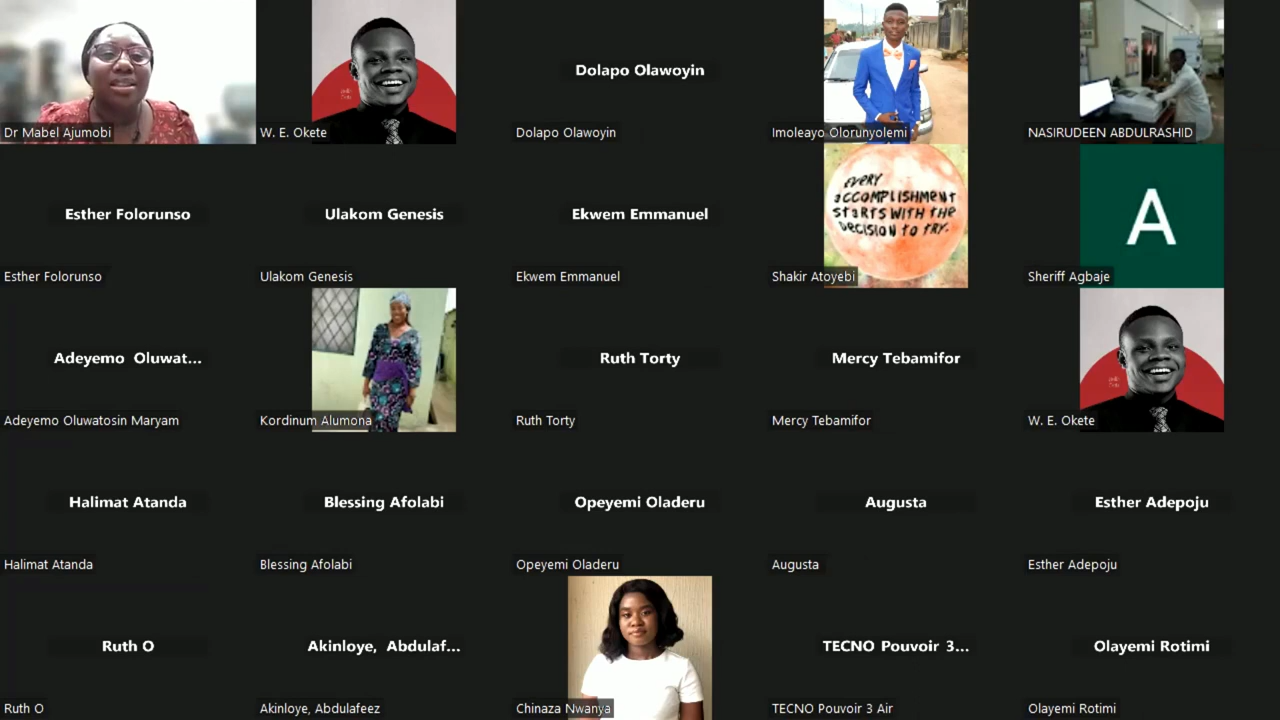 Dr Mabel Ajumobi
W. E. Okete
Dolapo Olawoyin
Dolapo Olawoyin
Imoleayo Olorunyolemi
NASIRUDEEN ABDULRASHID
Esther Folorunso
Esther Folorunso
Ulakom Genesis
Ulakom Genesis
Ekwem Emmanuel
Ekwem Emmanuel
EVERY
ACCOMPLISHMENT
STARTS WITH THE
DECISION TO TRY.
Shakir Atoyebi
A
Sheriff Agbaje
Adeyemo Oluwat...
Adeyemo Oluwatosin Maryam
Kordinum Alumona
Ruth Torty
Ruth Torty
Mercy Tebamifor
Mercy Tebamifor
W. E. Okete
Halimat Atanda
Halimat Atanda
Blessing Afolabi
Blessing Afolabi
Opeyemi Oladeru
Opeyemi Oladeru
Augusta
Augusta
Esther Adepoju
Esther Adepoju
Ruth O
Ruth O
Akinloye, Abdulaf...
Akinloye, Abdulafeez
Chinaza Nwanya
TECNO Pouvoir 3...
TECNO Pouvoir 3 Air
Olayemi Rotimi
Olayemi Rotimi